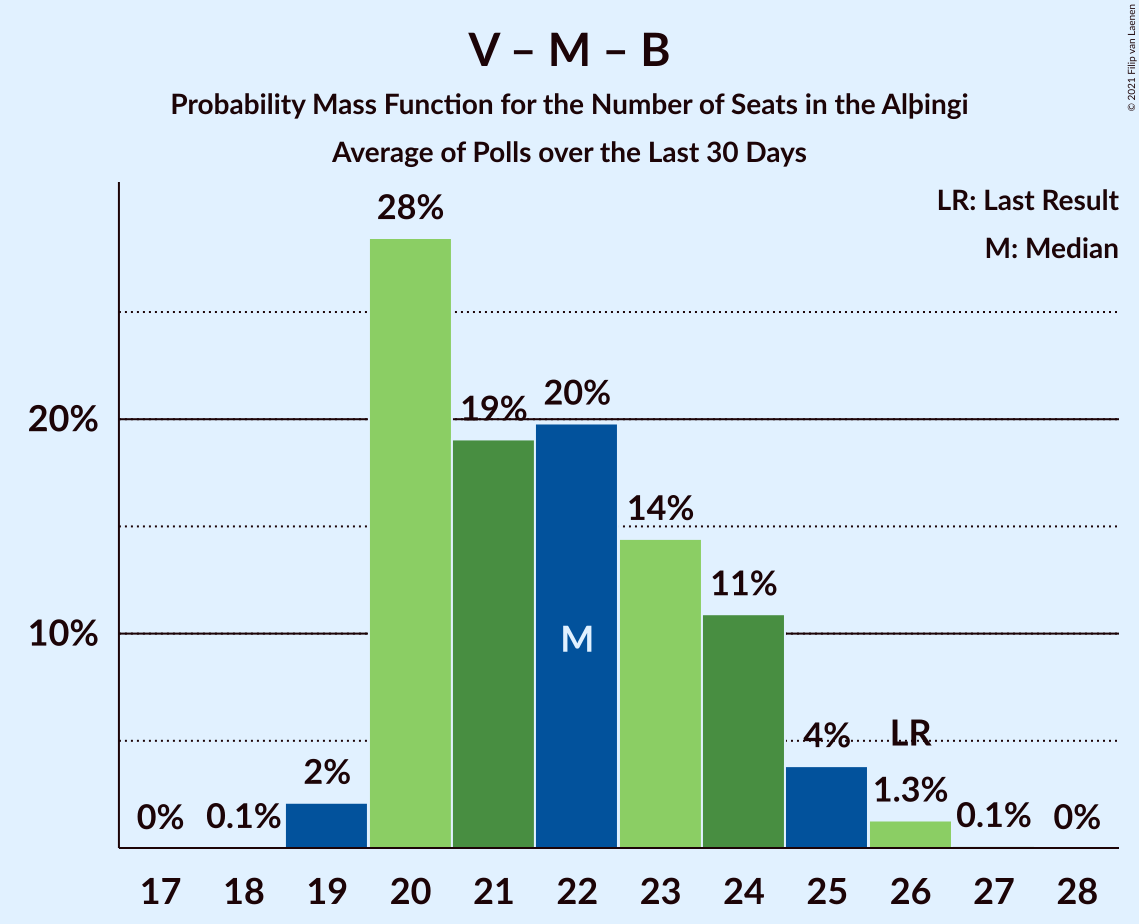 V – M – B
Probability Mass Function for the Number of Seats in the Alþingi
Average of Polls over the Last 30 Days
© 2021 Filip van Laenen
LR: Last Result
M: Median
28%
20%
19%
20%
14%
11%
10%
M
4%
LR
2%
1.3%
0%
0.1%
0.1%
0%
17 18 19 20 21 22 23 24 25 26 27 28